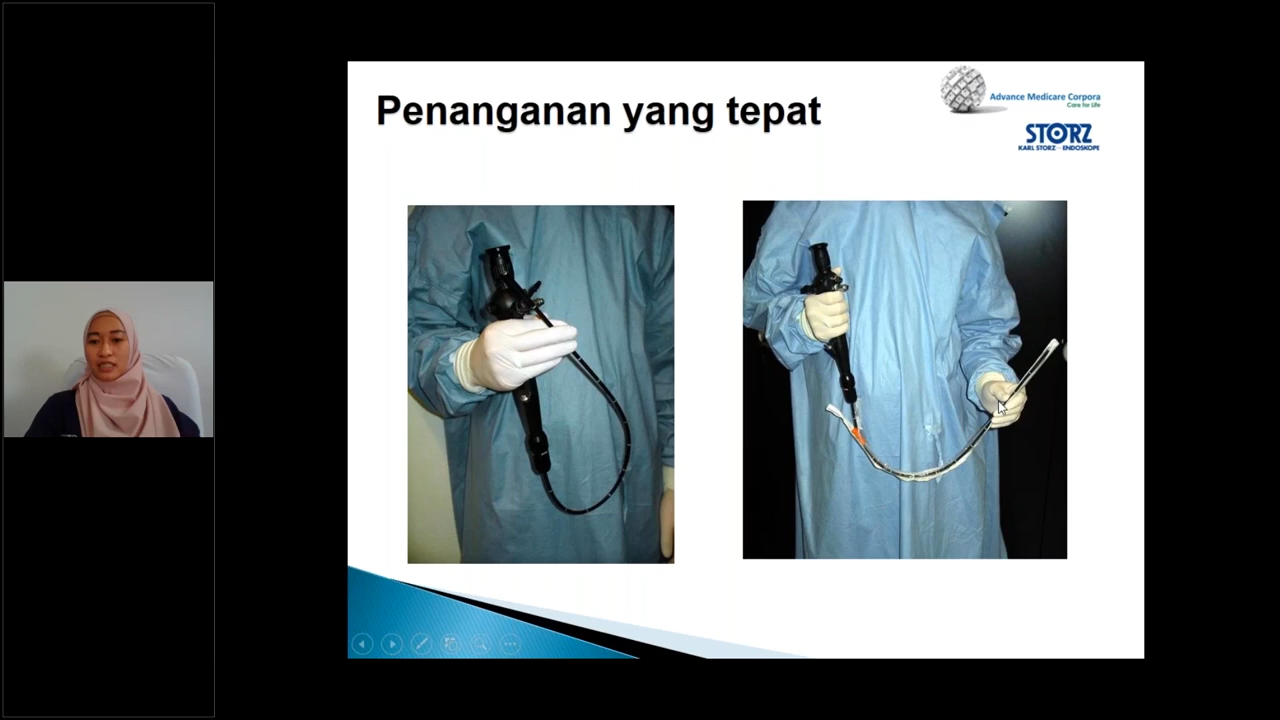 Penanganan yang tepat
Advance Medicare Corpora
Care for Life
STORZ
KARL STORZ - ENDOSKOPE